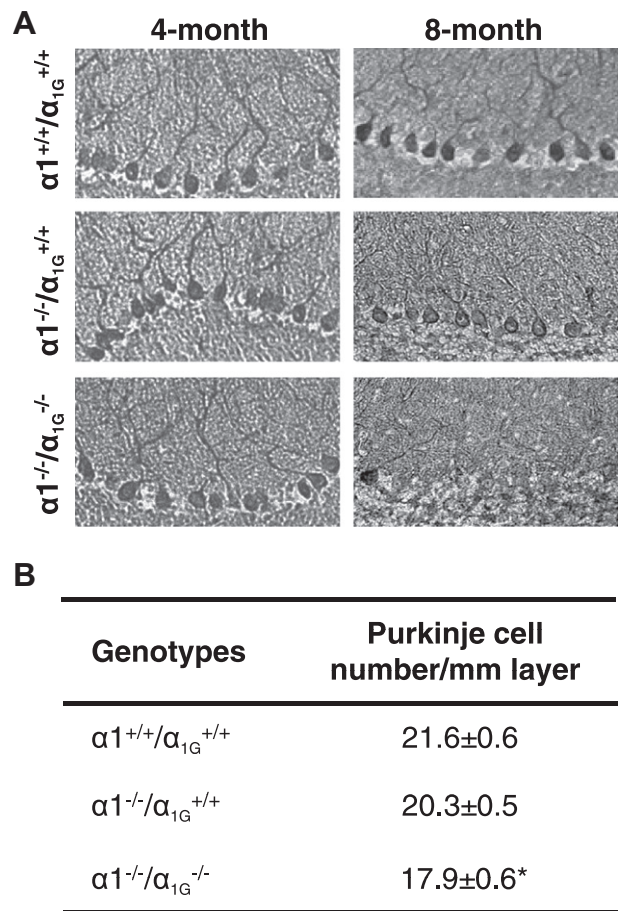 A
4-month 8-month
α1+/+/α1G+/+
α1-/-/α1G+/+
α1-/-/α1G-/-
B
Genotypes Purkinje cell number/mm layer
α1+/+/α1G+/+ 21.6±0.6
α1-/-/α1G+/+ 20.3±0.5
α1-/-/α1G-/- 17.9±0.6*